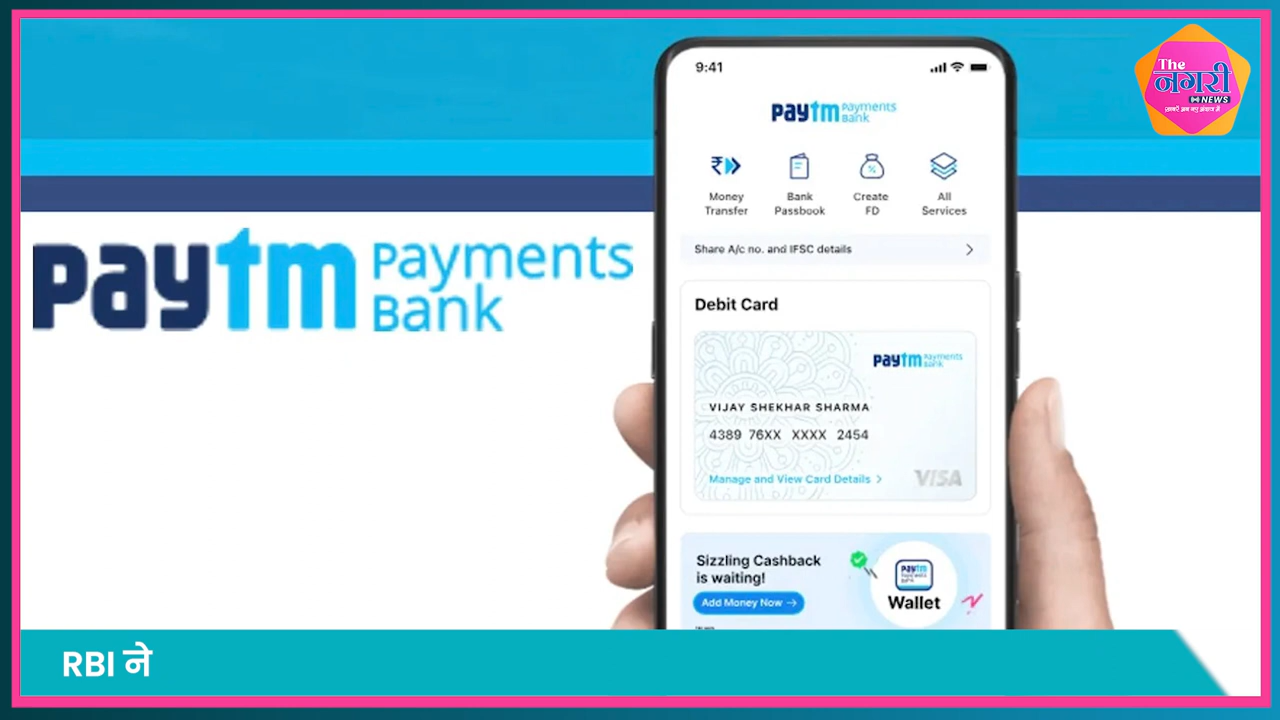 The
नगरी
NEWS
9:41
paytm Payments Bank
Money Transfer
Bank Passbook
Create FD
All Services
Share A/c no. and IFSC details
paytm Payments Bank
Debit Card
paytm Payments Bank
VIJAY SHEKHAR SHARMA
4389 76XX XXXX 2454
Manage and View Card Details
VISA
Sizzling Cashback
is waiting!
Add Money Now
paytm
Wallet
RBI ने